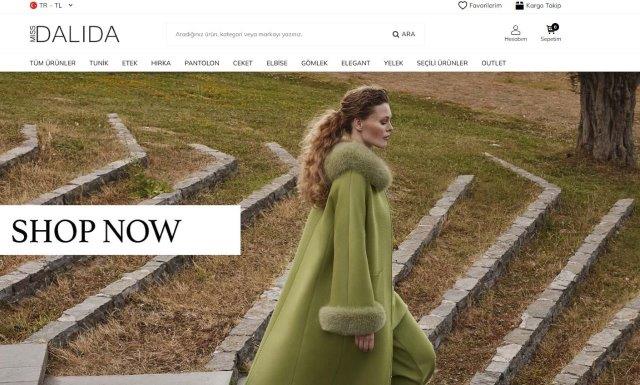 TR - TL
Favorilerim
Kargo Takip
MISS DALIDA
Aradığınız ürün, kategori veya markayı yazınız.
ARA
Hesabım
0
Sepetim
TÜM ÜRÜNLER TUNİK ETEK HIRKA PANTOLON CEKET ELBİSE GÖMLEK ELEGANT YELEK SEÇİLİ ÜRÜNLER OUTLET
SHOP NOW